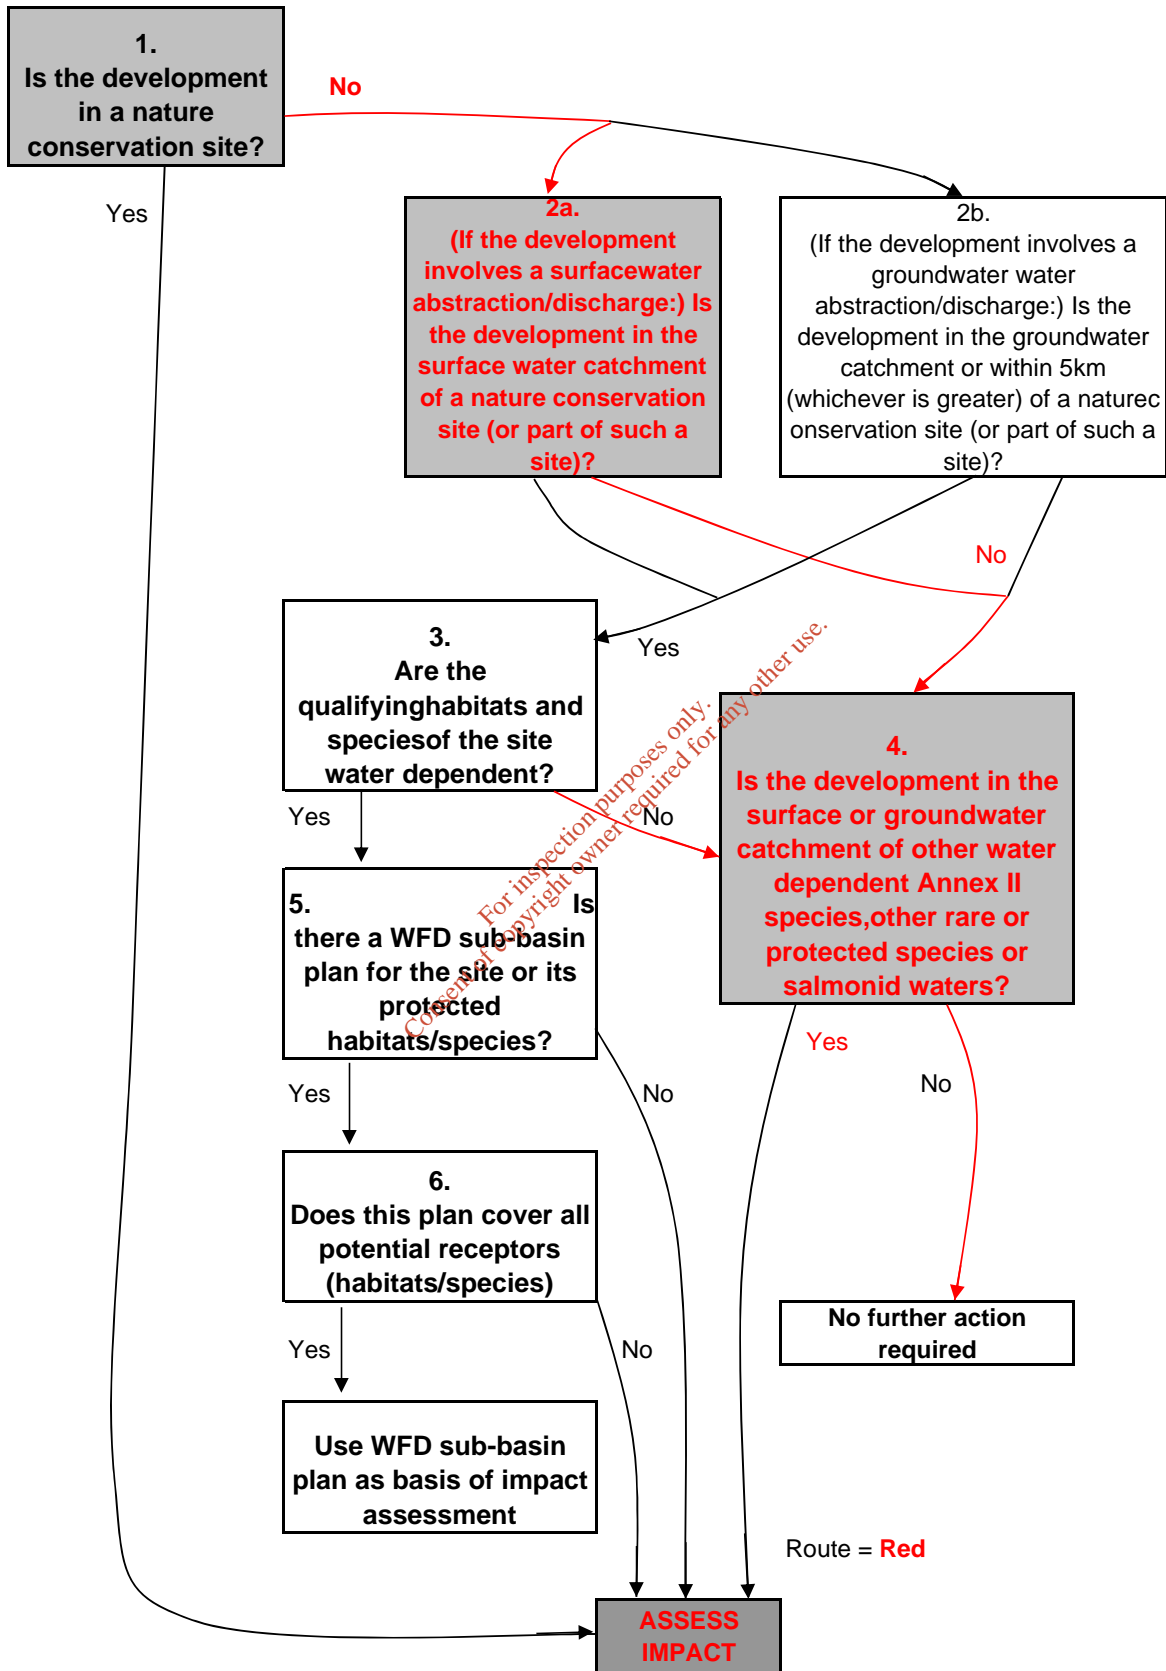 1.
Is the development
in a nature
conservation site?
No
Yes
2a.
(If the development
involves a surfacewater
abstraction/discharge:) Is
the development in the
surface water catchment
of a nature conservation
site (or part of such a
site)?
2b.
(If the development involves a
groundwater water
abstraction/discharge:) Is the
development in the groundwater
catchment or within 5km
(whichever is greater) of a naturec
onservation site (or part of such a
site)?
No
Yes
3.
Are the
qualifyinghabitats and
speciesof the site
water dependent?
Yes
No
4.
Is the development in the
surface or groundwater
catchment of other water
dependent Annex II
species,other rare or
protected species or
salmonid waters?
5. Is
there a WFD sub-basin
plan for the site or its
protected
habitats/species?
Yes
No
Yes
No
6.
Does this plan cover all
potential receptors
(habitats/species)
Yes
No
No further action
required
Use WFD sub-basin
plan as basis of impact
assessment
Route = Red
ASSESS
IMPACT
For inspection purposes only.
Consent of copyright owner required for any other use.